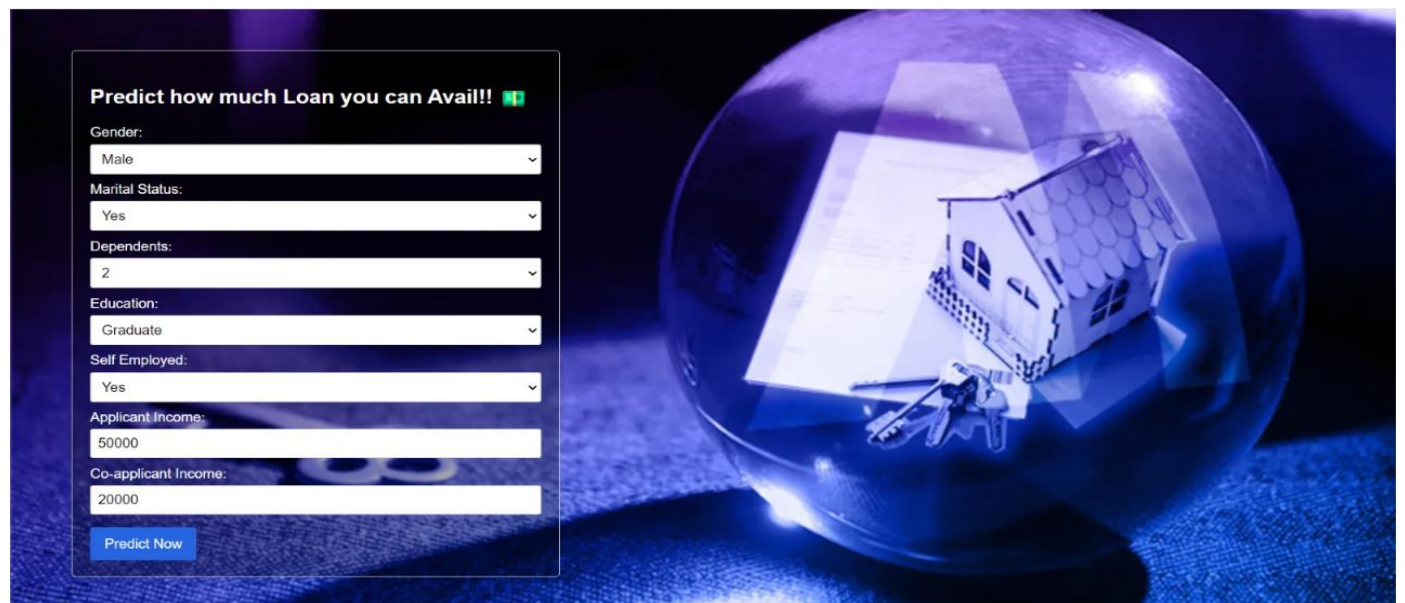 Predict how much Loan you can Avail!! 💵
Gender:
Male
Marital Status:
Yes
Dependents:
2
Education:
Graduate
Self Employed:
Yes
Applicant Income:
50000
Co-applicant Income:
20000
Predict Now